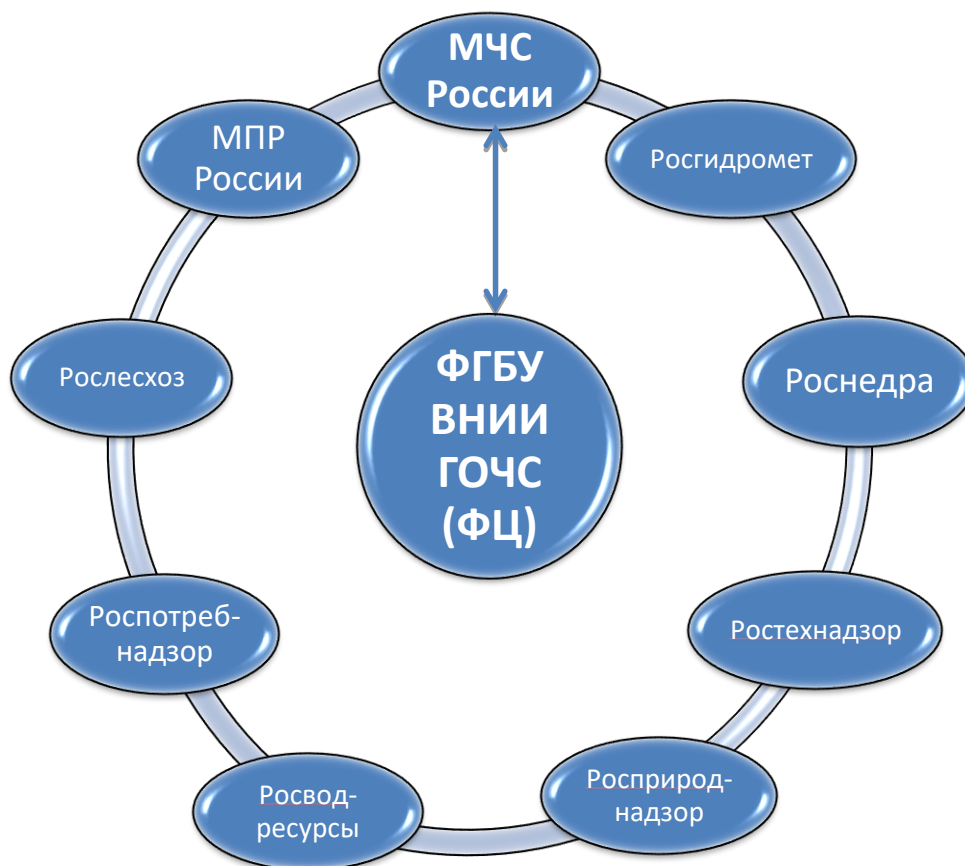 МЧС
России
МПР
России
Росгидромет
Рослесхоз
ФГБУ
ВНИИ
ГОЧС
(ФЦ)
Роснедра
Роспотреб-
надзор
Ростехнадзор
Росвод-
ресурсы
Росприрод-
надзор